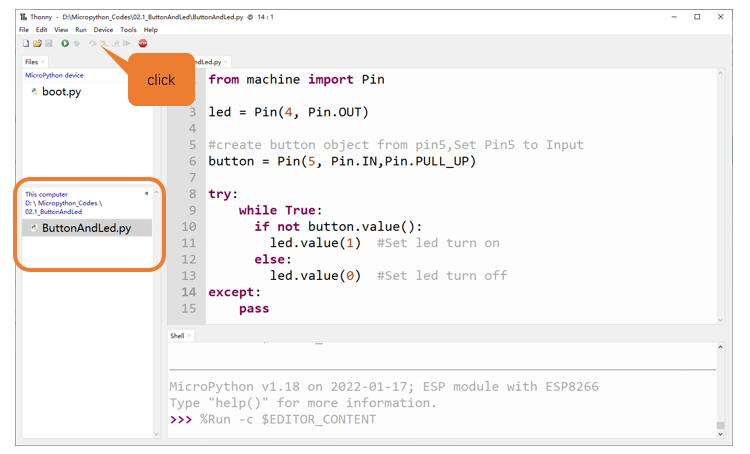 Thonny - D:\Micropython_Codes\02.1_ButtonAndLed\ButtonAndLed.py @ 14 : 1
File Edit View Run Device Tools Help
STOP
click
Files ×
MicroPython device
boot.py
This computer
D: \ Micropython_Codes \
02.1_ButtonAndLed
ButtonAndLed.py
ndLed.py ×
from machine import Pin
3 led = Pin(4, Pin.OUT)
4
5 #create button object from pin5,Set Pin5 to Input
6 button = Pin(5, Pin.IN,Pin.PULL_UP)
7
8 try:
9 while True:
10 if not button.value():
11 led.value(1) #Set led turn on
12 else:
13 led.value(0) #Set led turn off
14 except:
15 pass
Shell ×
MicroPython v1.18 on 2022-01-17; ESP module with ESP8266
Type "help()" for more information.
>>> %Run -c $EDITOR_CONTENT